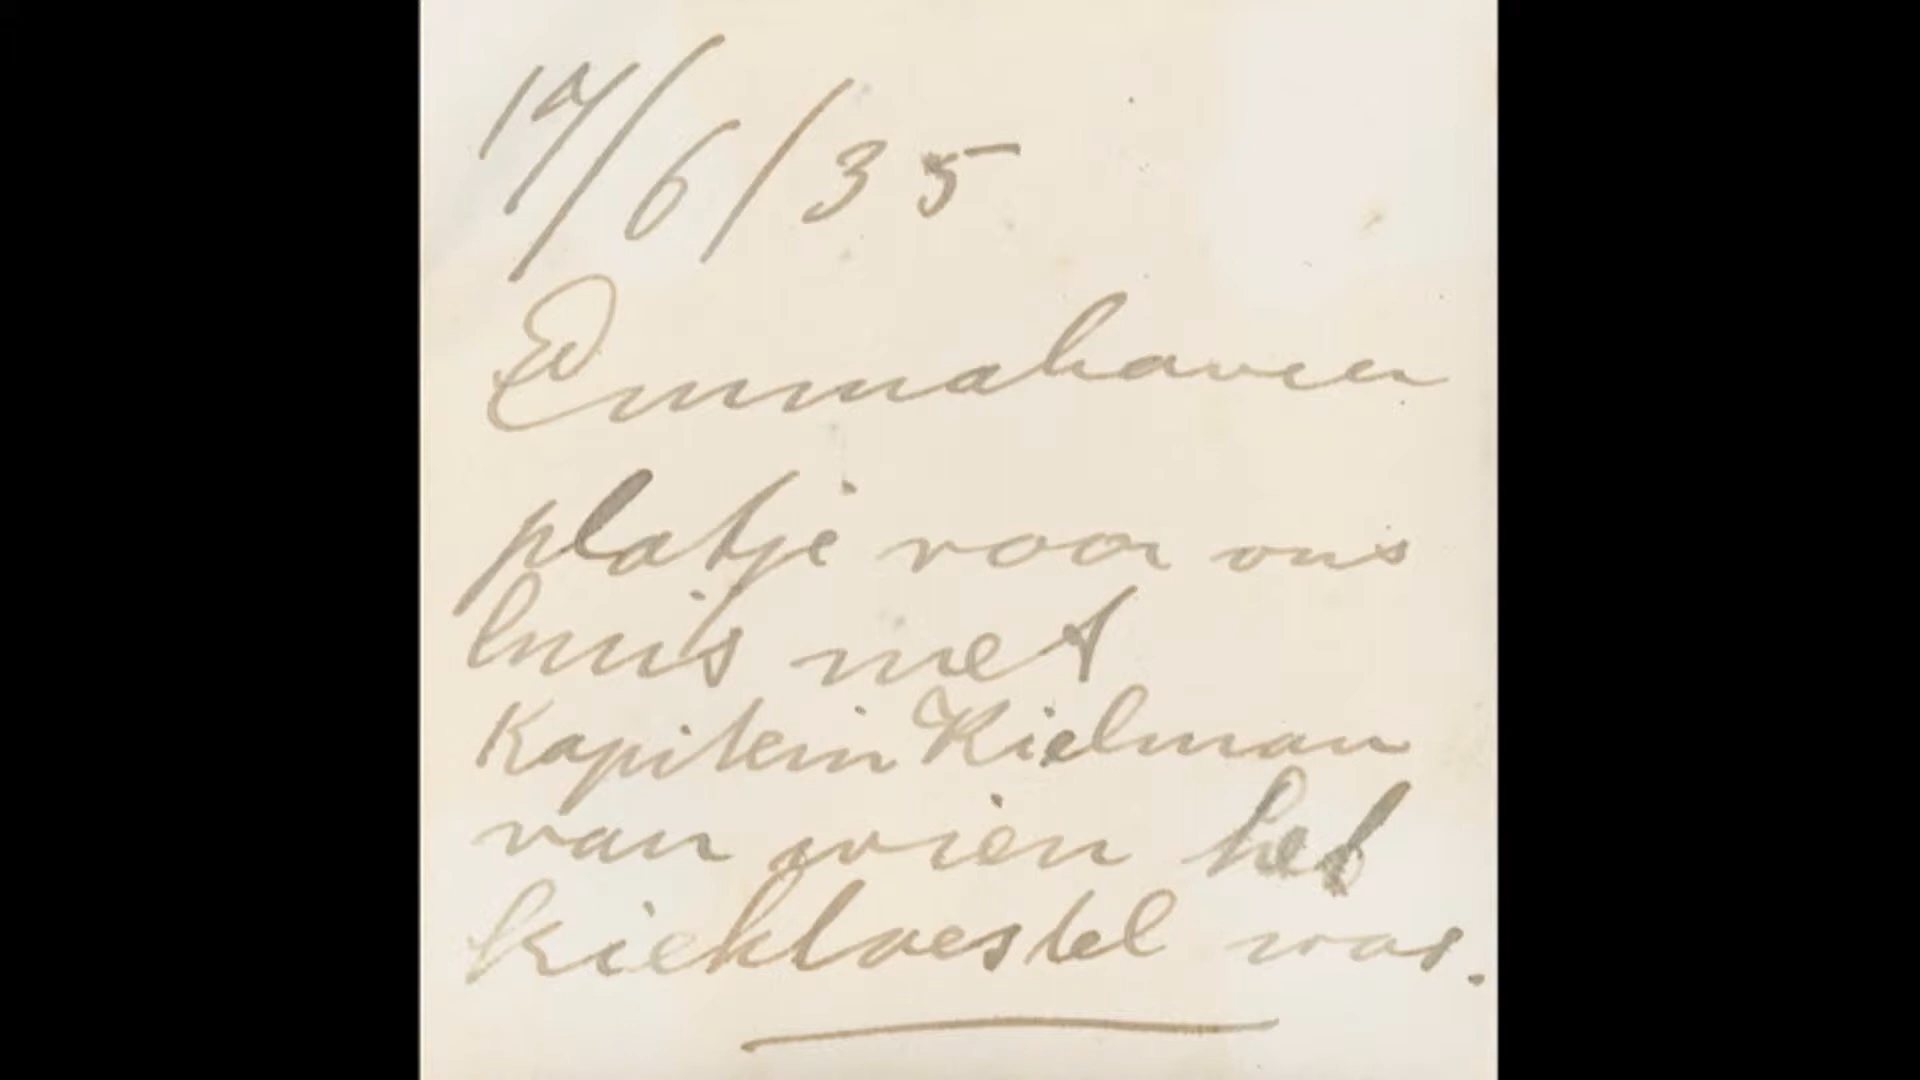 17/6/35
Emmahaven
platje voor ons
huis met
Kapitein Kielman
van wien het
kiektoestel was.